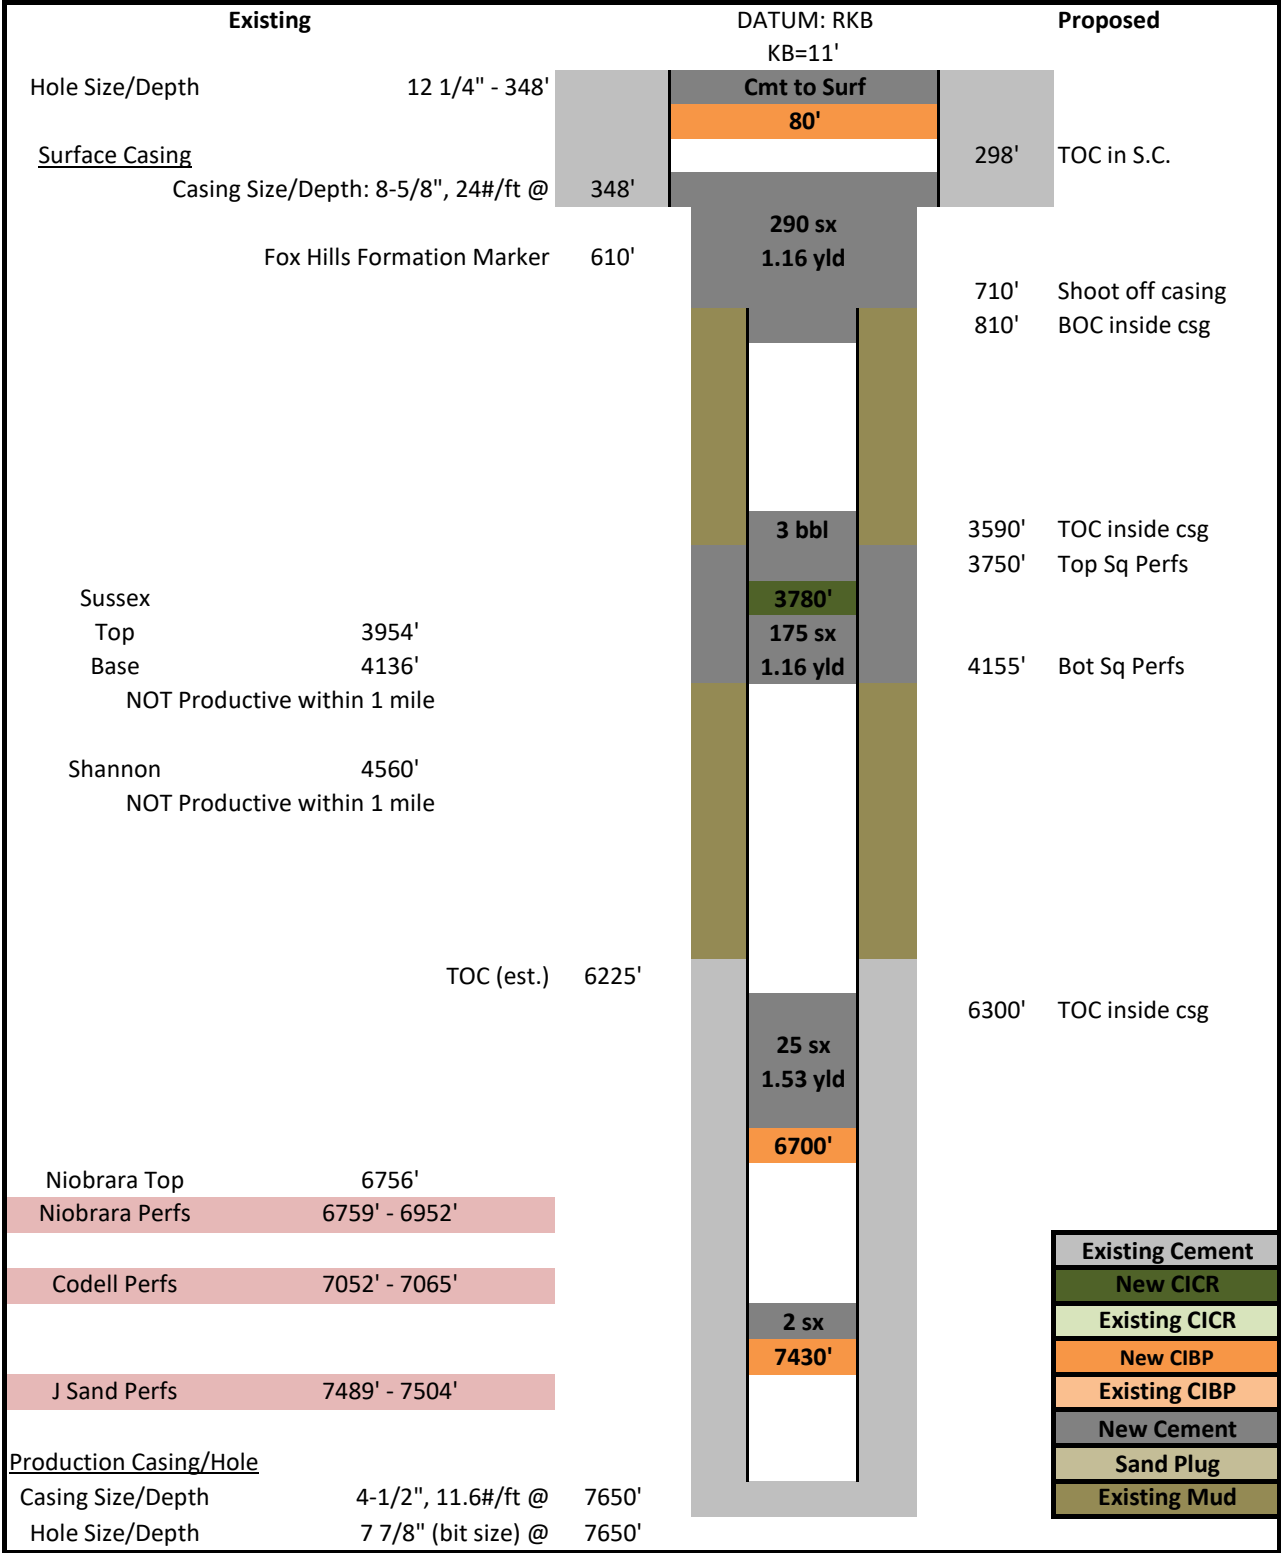 Existing DATUM: RKB Proposed
KB=11'
Hole Size/Depth 12 1/4" - 348' Cmt to Surf
80'
Surface Casing 298' TOC in S.C.
Casing Size/Depth: 8-5/8", 24#/ft @ 348'
290 sx
Fox Hills Formation Marker 610' 1.16 yld
710' Shoot off casing
810' BOC inside csg
3 bbl 3590' TOC inside csg
3750' Top Sq Perfs
Sussex 3780'
Top 3954' 175 sx
Base 4136' 1.16 yld 4155' Bot Sq Perfs
NOT Productive within 1 mile
Shannon 4560'
NOT Productive within 1 mile
TOC (est.) 6225'
6300' TOC inside csg
25 sx
1.53 yld
6700'
Niobrara Top 6756'
Niobrara Perfs 6759' - 6952'
Existing Cement
Codell Perfs 7052' - 7065' New CICR
2 sx Existing CICR
7430' New CIBP
J Sand Perfs 7489' - 7504' Existing CIBP
New Cement
Production Casing/Hole Sand Plug
Casing Size/Depth 4-1/2", 11.6#/ft @ 7650' Existing Mud
Hole Size/Depth 7 7/8" (bit size) @ 7650'